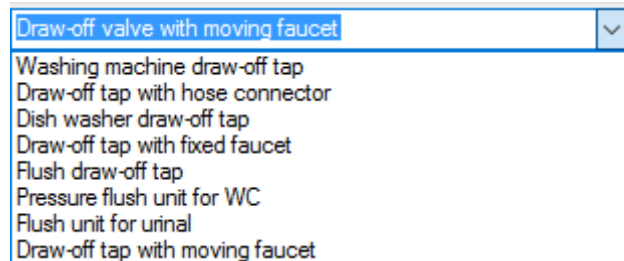 Draw-off valve with moving faucet
Washing machine draw-off tap
Draw-off tap with hose connector
Dish washer draw-off tap
Draw-off tap with fixed faucet
Flush draw-off tap
Pressure flush unit for WC
Flush unit for urinal
Draw-off tap with moving faucet